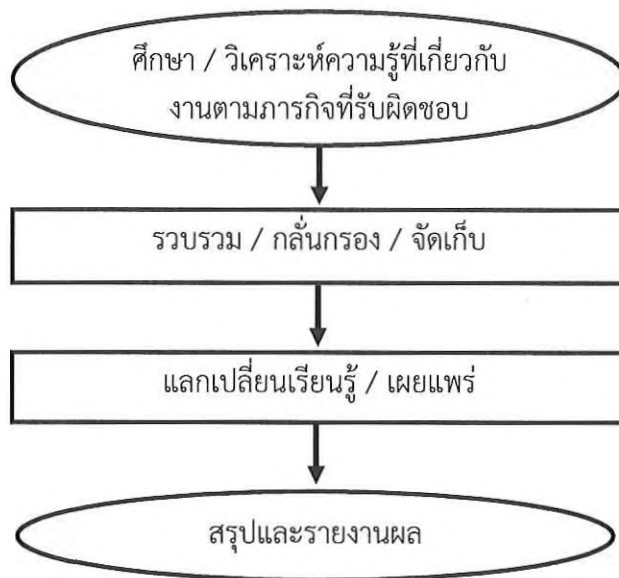 ศึกษา / วิเคราะห์ความรู้ที่เกี่ยวกับ
งานตามภารกิจที่รับผิดชอบ
รวบรวม / กลั่นกรอง / จัดเก็บ
แลกเปลี่ยนเรียนรู้ / เผยแพร่
สรุปและรายงานผล